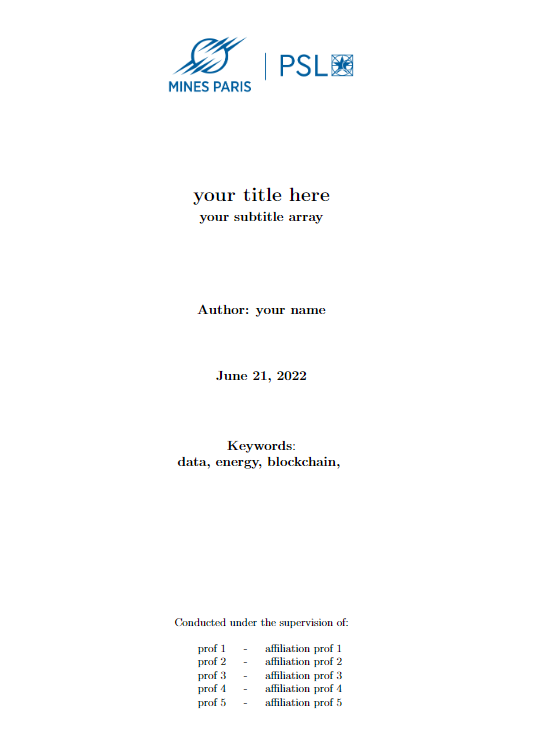 MINES PARIS
PSL
your title here
your subtitle array
Author: your name
June 21, 2022
Keywords:
data, energy, blockchain,
Conducted under the supervision of:
prof 1 - affiliation prof 1
prof 2 - affiliation prof 2
prof 3 - affiliation prof 3
prof 4 - affiliation prof 4
prof 5 - affiliation prof 5